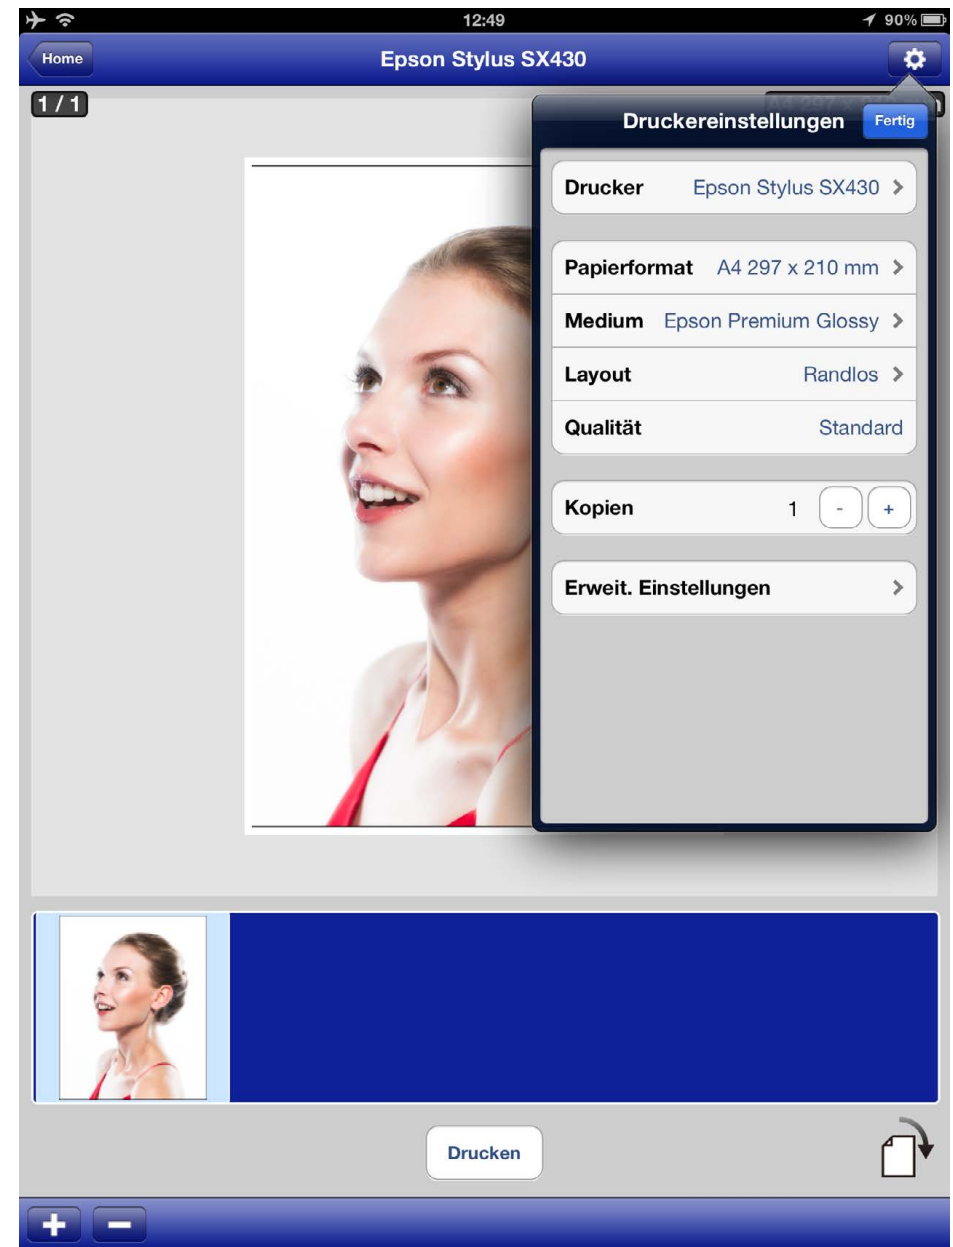 12:49
90%
Home
Epson Stylus SX430
1 / 1
Druckereinstellungen
Fertig
Drucker Epson Stylus SX430
Papierformat A4 297 x 210 mm
Medium Epson Premium Glossy
Layout Randlos
Qualität Standard
Kopien 1 - +
Erweit. Einstellungen
Drucken